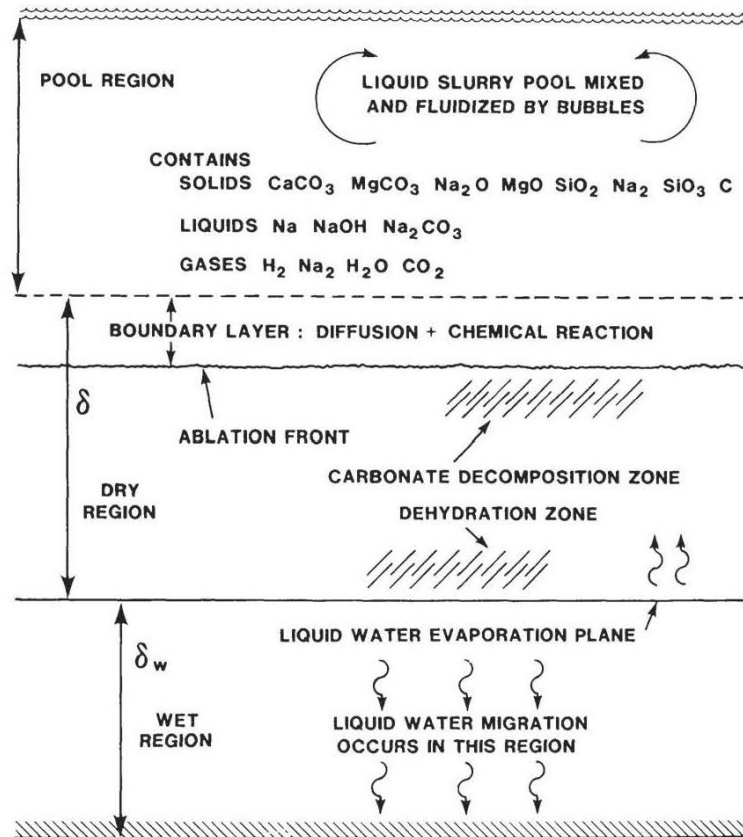 POOL REGION
LIQUID SLURRY POOL MIXED
AND FLUIDIZED BY BUBBLES
CONTAINS
SOLIDS CaCO₃ MgCO₃ Na₂O MgO SiO₂ Na₂ SiO₃ C
LIQUIDS Na NaOH Na₂CO₃
GASES H₂ Na₂ H₂O CO₂
BOUNDARY LAYER : DIFFUSION + CHEMICAL REACTION
δ
ABLATION FRONT
CARBONATE DECOMPOSITION ZONE
DRY
REGION
DEHYDRATION ZONE
LIQUID WATER EVAPORATION PLANE
δw
WET
REGION
LIQUID WATER MIGRATION
OCCURS IN THIS REGION